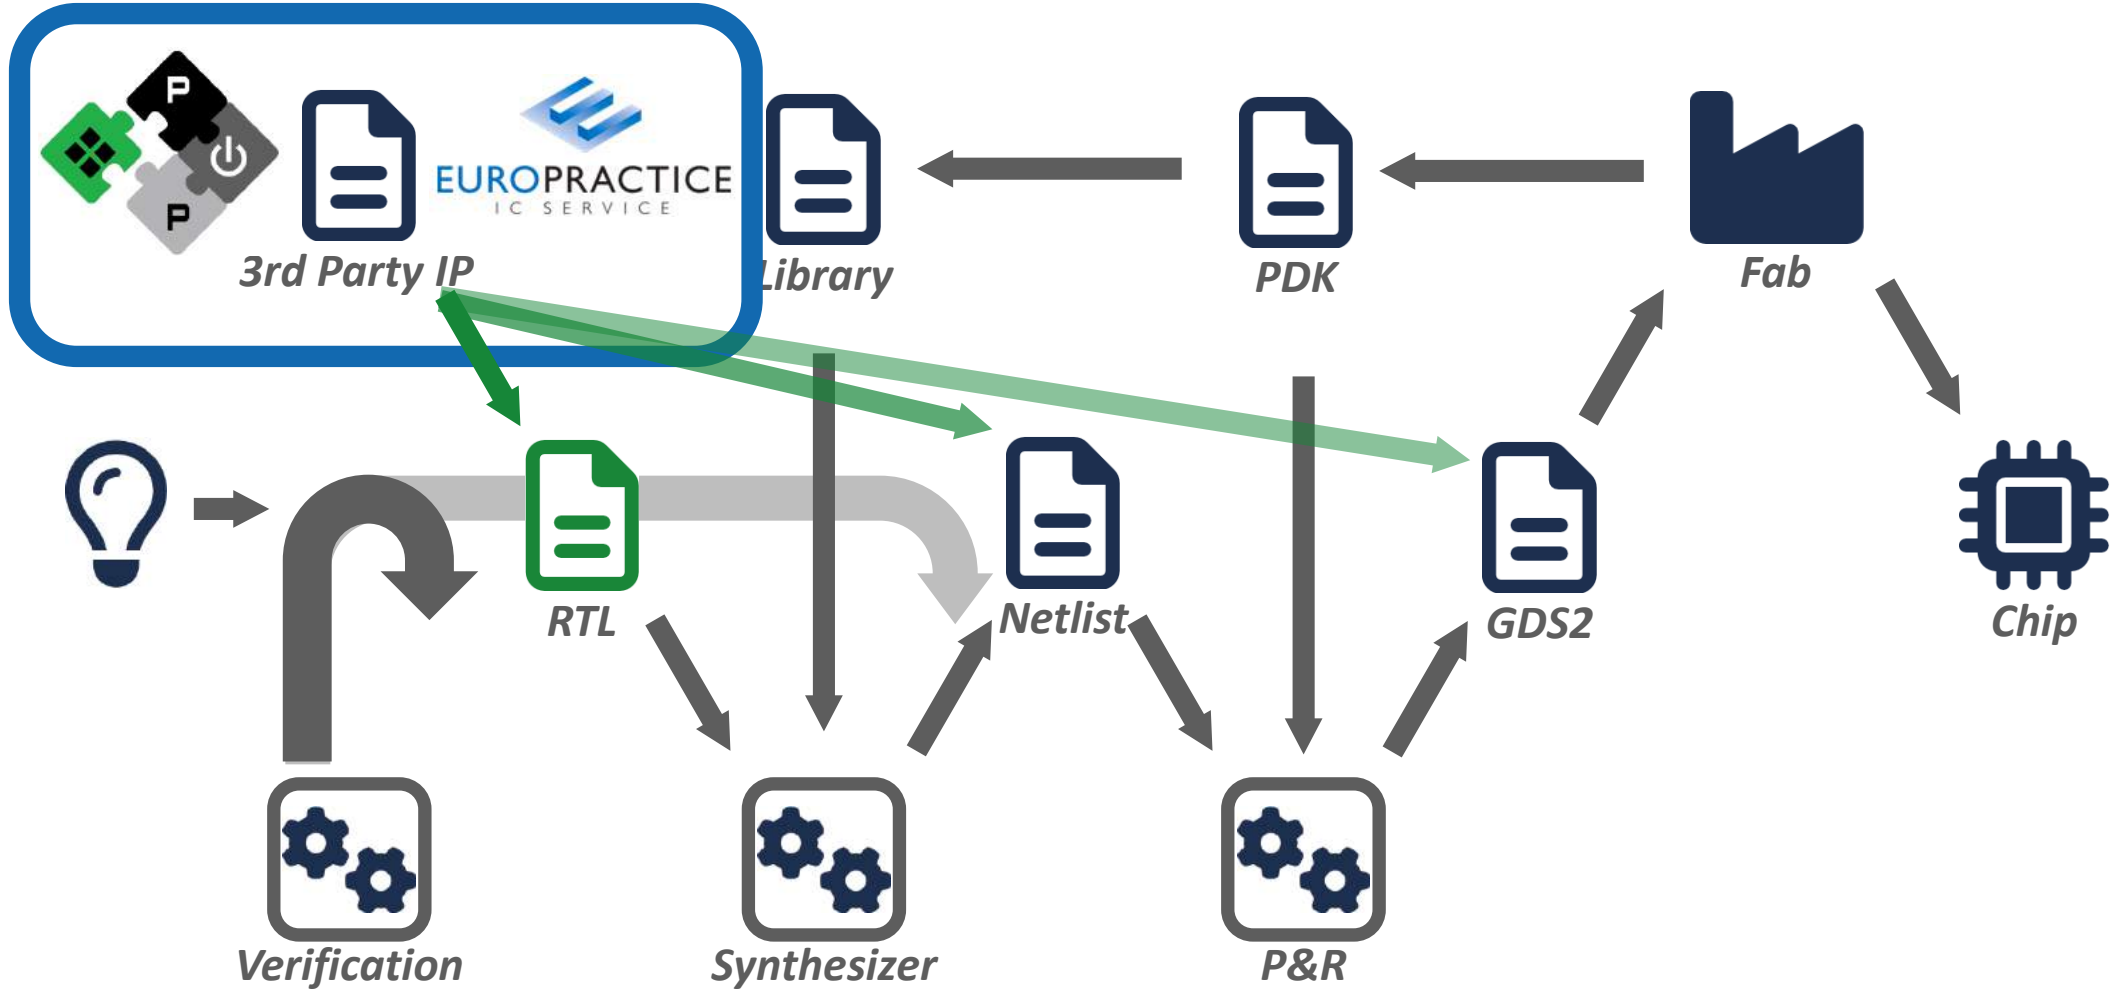 P
P
EUROPRACTICE
IC SERVICE
3rd Party IP
Library
PDK
Fab
RTL
Netlist
GDS2
Chip
Verification
Synthesizer
P&R